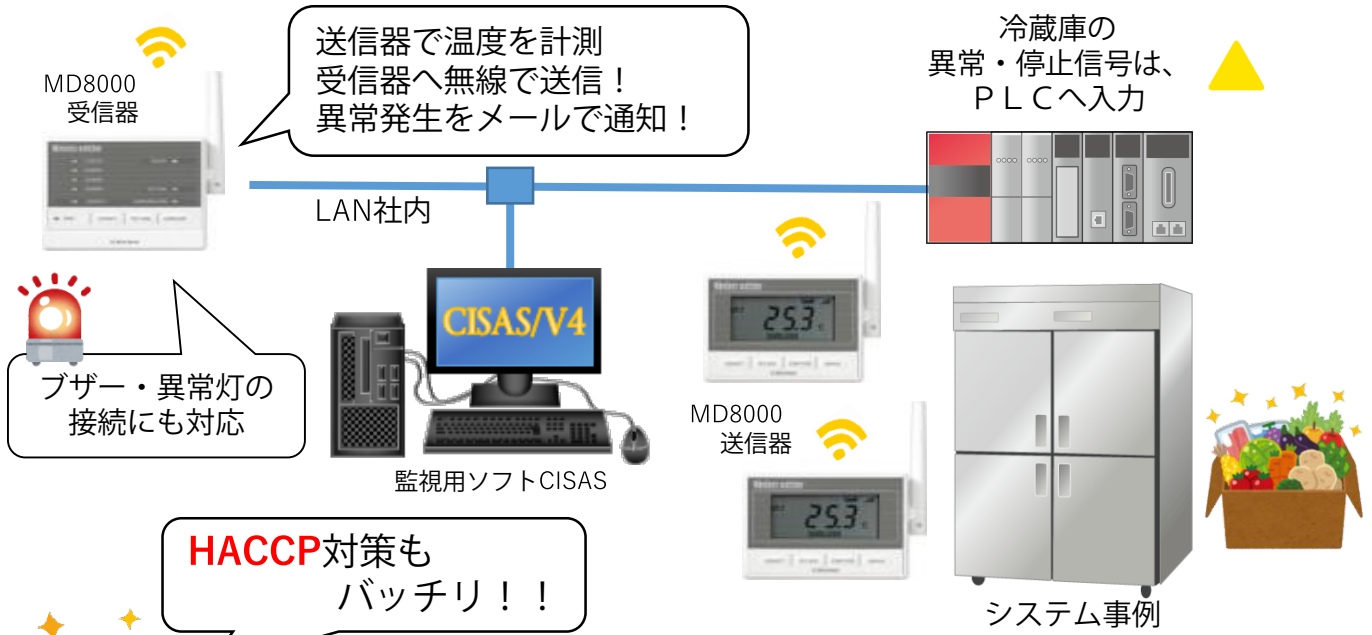 MD8000
受信器
送信器で温度を計測
受信器へ無線で送信！
異常発生をメールで通知！
冷蔵庫の
異常・停止信号は、
ＰＬＣへ入力
LAN社内
ブザー・異常灯の
接続にも対応
CISAS/V4
監視用ソフトCISAS
25.3
MD8000
送信器
25.3
システム事例
HACCP対策も
バッチリ！！